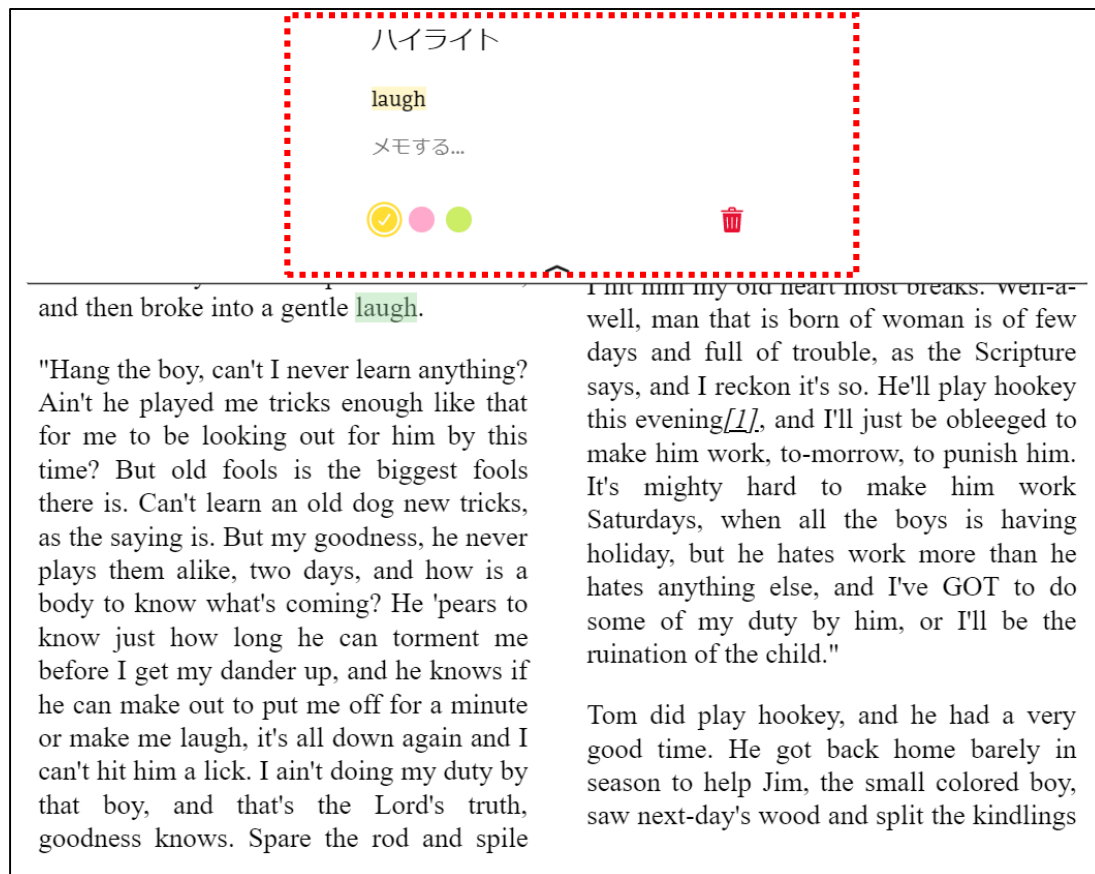 ハイライト
laugh
メモする...
and then broke into a gentle laugh.
"Hang the boy, can't I never learn anything?
Ain't he played me tricks enough like that
for me to be looking out for him by this
time? But old fools is the biggest fools
there is. Can't learn an old dog new tricks,
as the saying is. But my goodness, he never
plays them alike, two days, and how is a
body to know what's coming? He 'pears to
know just how long he can torment me
before I get my dander up, and he knows if
he can make out to put me off for a minute
or make me laugh, it's all down again and I
can't hit him a lick. I ain't doing my duty by
that boy, and that's the Lord's truth,
goodness knows. Spare the rod and spile
I hit him my old heart most breaks. Well-a-
well, man that is born of woman is of few
days and full of trouble, as the Scripture
says, and I reckon it's so. He'll play hookey
this evening[1], and I'll just be obleeged to
make him work, to-morrow, to punish him.
It's mighty hard to make him work
Saturdays, when all the boys is having
holiday, but he hates work more than he
hates anything else, and I've GOT to do
some of my duty by him, or I'll be the
ruination of the child."
Tom did play hookey, and he had a very
good time. He got back home barely in
season to help Jim, the small colored boy,
saw next-day's wood and split the kindlings